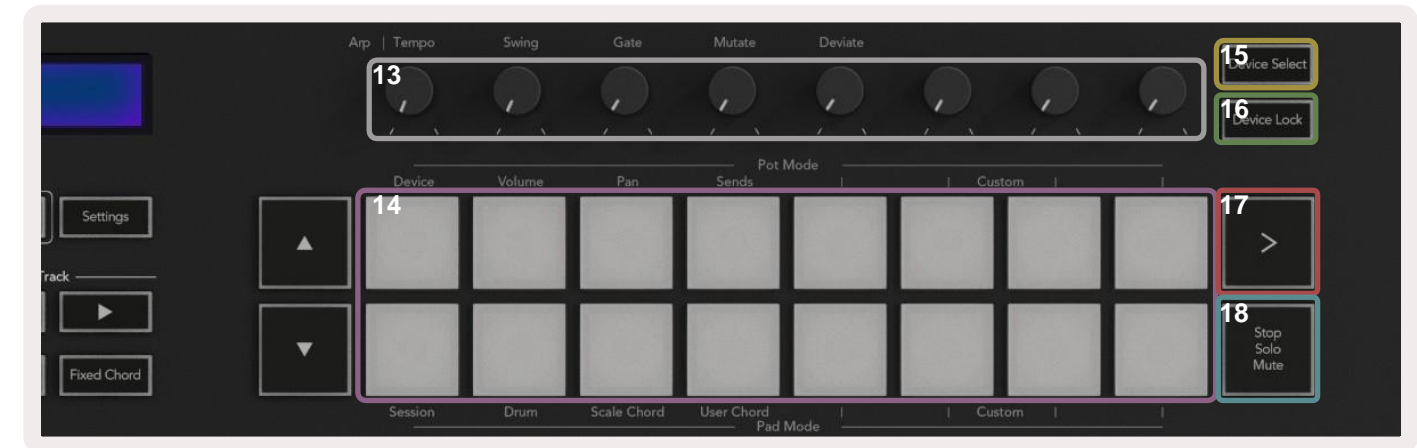 Arp | Tempo Swing Gate Mutate Deviate
13
15
Device Select
16
Device Lock
Pot Mode
Device Volume Pan Sends | | Custom | |
14
17
Settings
>
Track
18
Stop
Solo
Mute
Fixed Chord
Session Drum Scale Chord User Chord | | Custom | |
Pad Mode